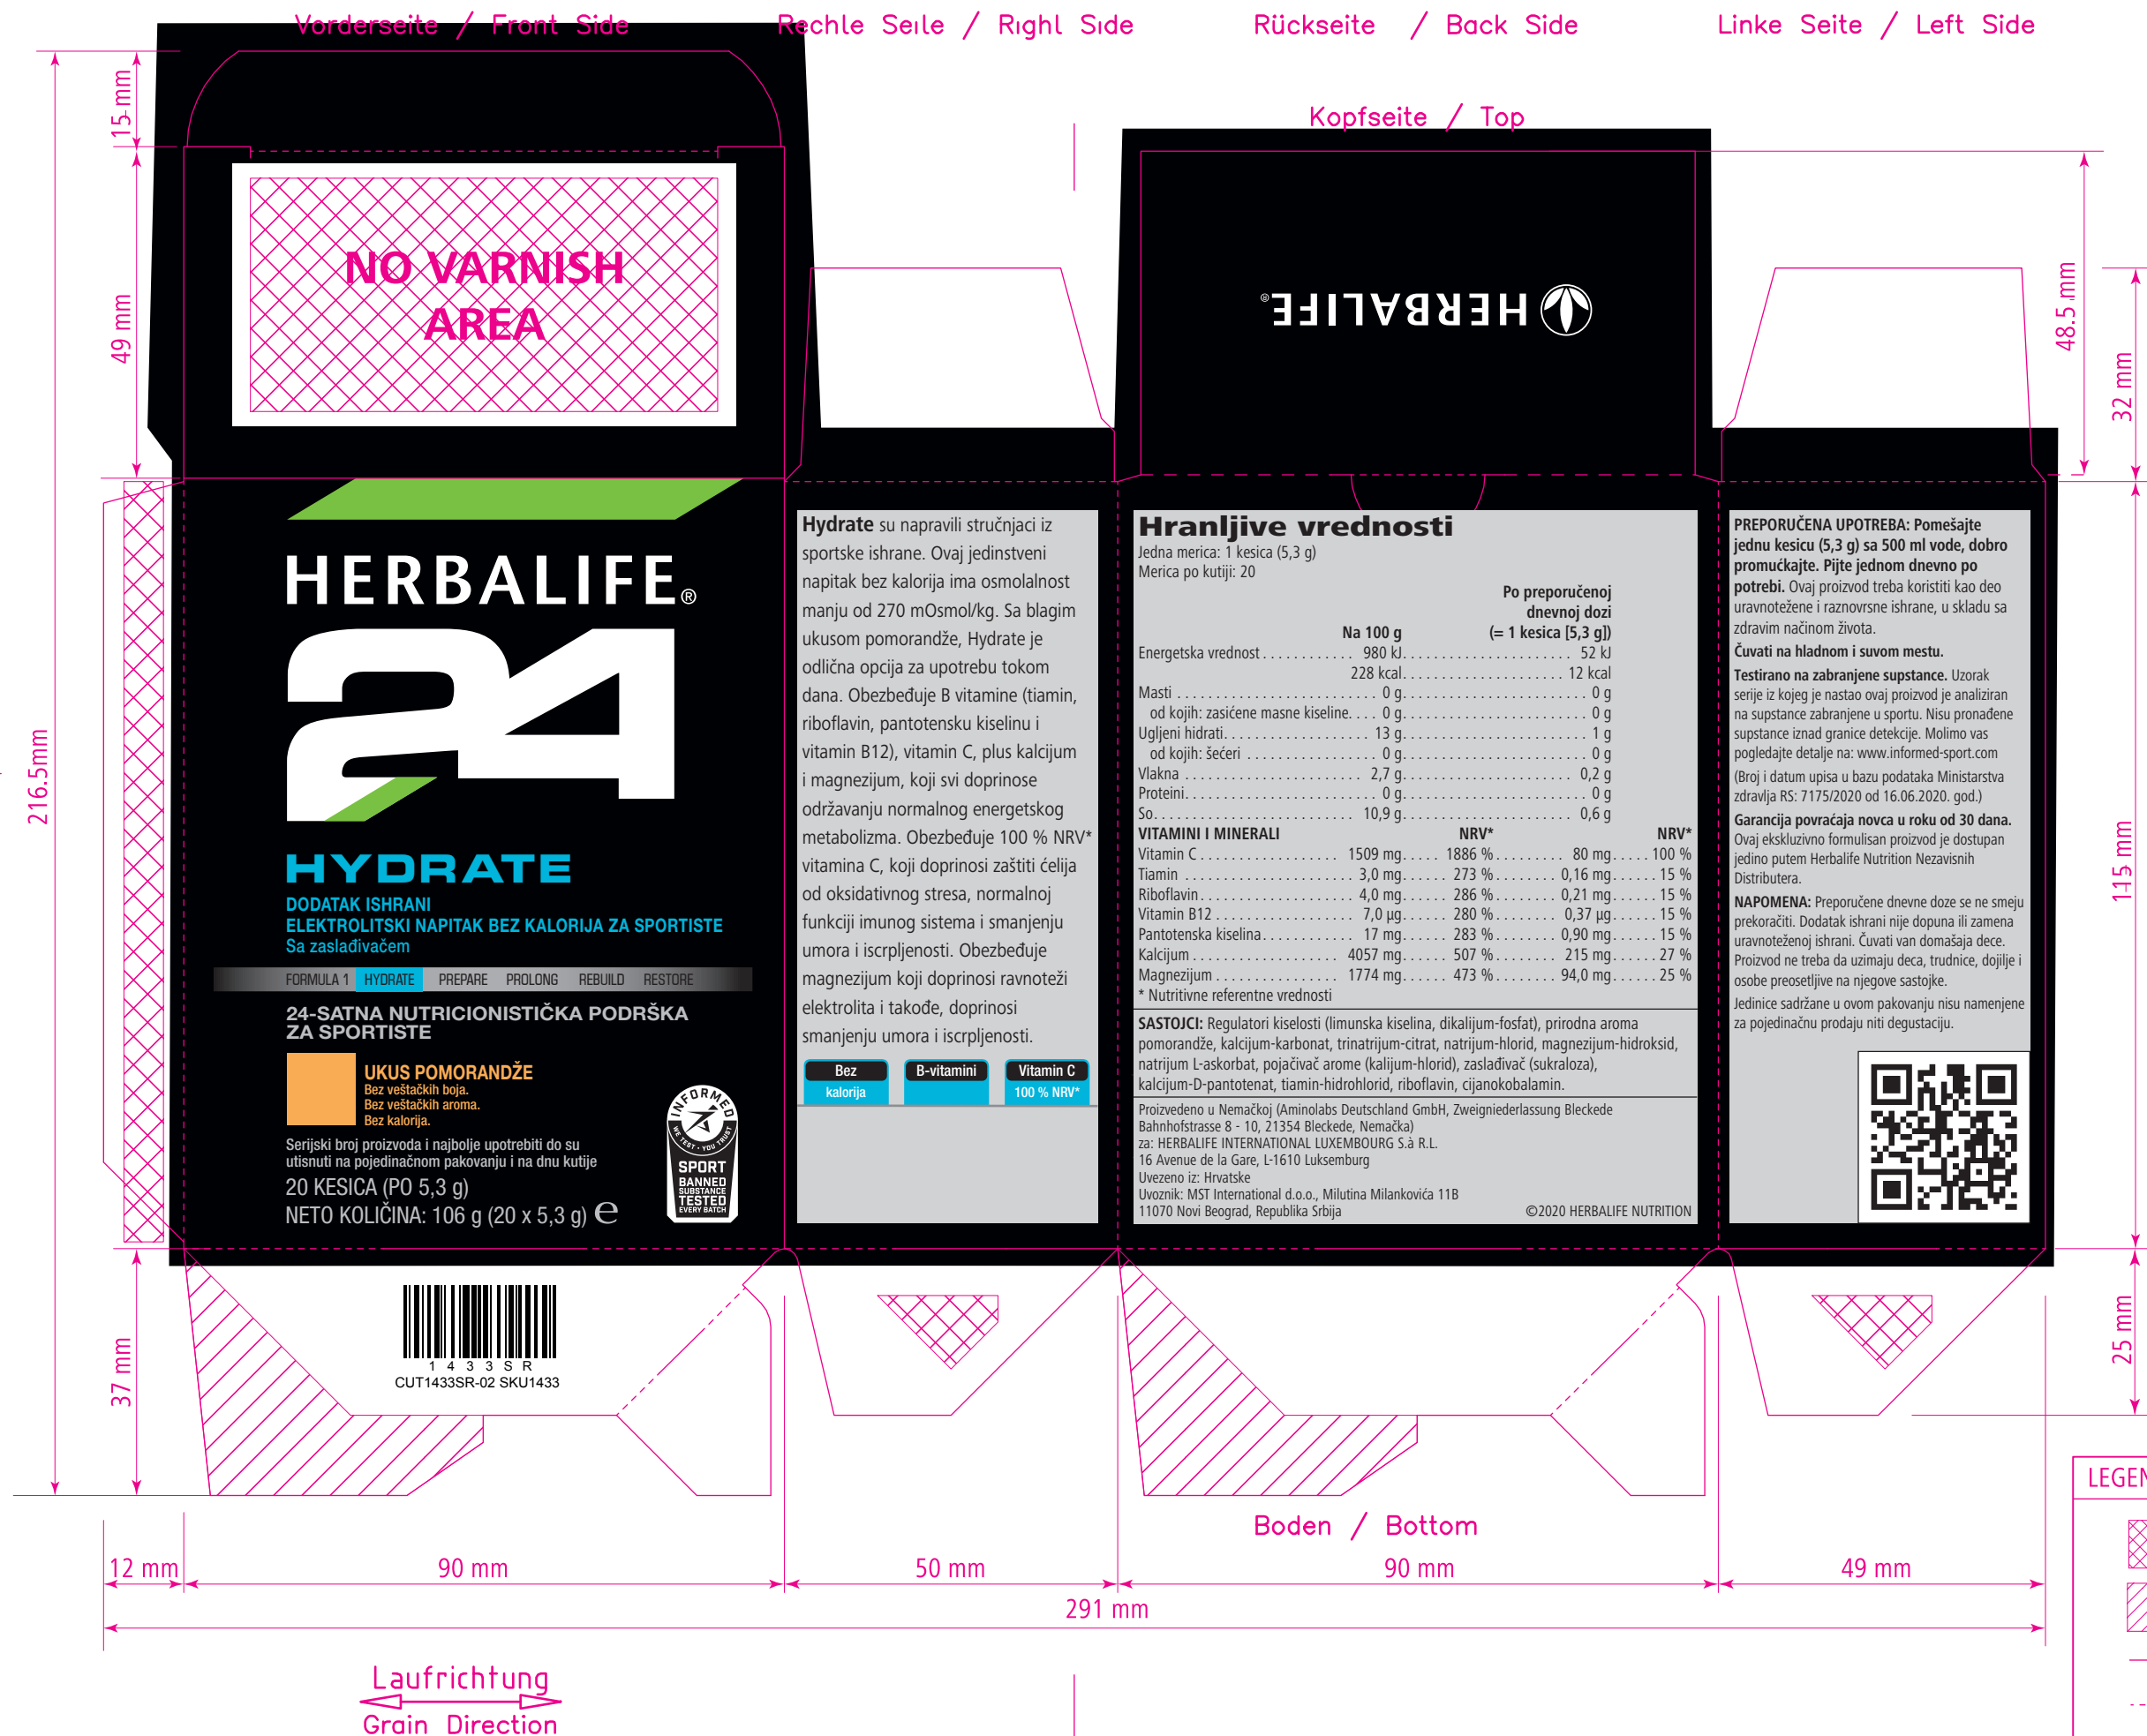 Vorderseite / Front Side
Rechle Seıle / Rıghl Sıde
Rückseite / Back Side
Linke Seite / Left Side
Kopfseite / Top
15 mm
49 mm
216.5mm
37 mm
48.5 mm
32 mm
115 mm
25 mm
NO VARNISH
AREA
HERBALIFE®
HERBALIFE®
24
HYDRATE
DODATAK ISHRANI
ELEKTROLITSKI NAPITAK BEZ KALORIJA ZA SPORTISTE
Sa zaslađivačem
FORMULA 1 HYDRATE PREPARE PROLONG REBUILD RESTORE
24-SATNA NUTRICIONISTIČKA PODRŠKA
ZA SPORTISTE
UKUS POMORANDŽE
Bez veštačkih boja.
Bez veštačkih aroma.
Bez kalorija.
Serijski broj proizvoda i najbolje upotrebiti do su
utisnuti na pojedinačnom pakovanju i na dnu kutije
20 KESICA (PO 5,3 g)
NETO KOLIČINA: 106 g (20 x 5,3 g) ℮
INFORMED
WE TEST • YOU TRUST
SPORT
BANNED
SUBSTANCE
TESTED
EVERY BATCH
1 4 3 3 S R
CUT1433SR-02 SKU1433
Hydrate su napravili stručnjaci iz
sportske ishrane. Ovaj jedinstveni
napitak bez kalorija ima osmolalnost
manju od 270 mOsmol/kg. Sa blagim
ukusom pomorandže, Hydrate je
odlična opcija za upotrebu tokom
dana. Obezbeđuje B vitamine (tiamin,
riboflavin, pantotensku kiselinu i
vitamin B12), vitamin C, plus kalcijum
i magnezijum, koji svi doprinose
održavanju normalnog energetskog
metabolizma. Obezbeđuje 100 % NRV*
vitamina C, koji doprinosi zaštiti ćelija
od oksidativnog stresa, normalnoj
funkciji imunog sistema i smanjenju
umora i iscrpljenosti. Obezbeđuje
magnezijum koji doprinosi ravnoteži
elektrolita i takođe, doprinosi
smanjenju umora i iscrpljenosti.
Bez kalorija
B-vitamini
Vitamin C 100 % NRV*
Hranljive vrednosti
Jedna merica: 1 kesica (5,3 g)
Merica po kutiji: 20
Po preporučenoj
dnevnoj dozi
Na 100 g (= 1 kesica [5,3 g])
Energetska vrednost 980 kJ 52 kJ
228 kcal 12 kcal
Masti 0 g 0 g
od kojih: zasićene masne kiseline 0 g 0 g
Ugljeni hidrati 13 g 1 g
od kojih: šećeri 0 g 0 g
Vlakna 2,7 g 0,2 g
Proteini 0 g 0 g
So 10,9 g 0,6 g
VITAMINI I MINERALI NRV* NRV*
Vitamin C 1509 mg 1886 % 80 mg 100 %
Tiamin 3,0 mg 273 % 0,16 mg 15 %
Riboflavin 4,0 mg 286 % 0,21 mg 15 %
Vitamin B12 7,0 µg 280 % 0,37 µg 15 %
Pantotenska kiselina 17 mg 283 % 0,90 mg 15 %
Kalcijum 4057 mg 507 % 215 mg 27 %
Magnezijum 1774 mg 473 % 94,0 mg 25 %
* Nutritivne referentne vrednosti
SASTOJCI: Regulatori kiselosti (limunska kiselina, dikalijum-fosfat), prirodna aroma
pomorandže, kalcijum-karbonat, trinatrijum-citrat, natrijum-hlorid, magnezijum-hidroksid,
natrijum L-askorbat, pojačivač arome (kalijum-hlorid), zaslađivač (sukraloza),
kalcijum-D-pantotenat, tiamin-hidrohlorid, riboflavin, cijanokobalamin.
Proizvedeno u Nemačkoj (Aminolabs Deutschland GmbH, Zweigniederlassung Bleckede
Bahnhofstrasse 8 - 10, 21354 Bleckede, Nemačka)
za: HERBALIFE INTERNATIONAL LUXEMBOURG S.à R.L.
16 Avenue de la Gare, L-1610 Luksemburg
Uvezeno iz: Hrvatske
Uvoznik: MST International d.o.o., Milutina Milankovića 11B
11070 Novi Beograd, Republika Srbija ©2020 HERBALIFE NUTRITION
PREPORUČENA UPOTREBA: Pomešajte
jednu kesicu (5,3 g) sa 500 ml vode, dobro
promućkajte. Pijte jednom dnevno po
potrebi. Ovaj proizvod treba koristiti kao deo
uravnotežene i raznovrsne ishrane, u skladu sa
zdravim načinom života.
Čuvati na hladnom i suvom mestu.
Testirano na zabranjene supstance. Uzorak
serije iz kojeg je nastao ovaj proizvod je analiziran
na supstance zabranjene u sportu. Nisu pronađene
supstance iznad granice detekcije. Molimo vas
pogledajte detalje na: www.informed-sport.com
(Broj i datum upisa u bazu podataka Ministarstva
zdravlja RS: 7175/2020 od 16.06.2020. god.)
Garancija povraćaja novca u roku od 30 dana.
Ovaj ekskluzivno formulisan proizvod je dostupan
jedino putem Herbalife Nutrition Nezavisnih
Distributera.
NAPOMENA: Preporučene dnevne doze se ne smeju
prekoračiti. Dodatak ishrani nije dopuna ili zamena
uravnoteženoj ishrani. Čuvati van domašaja dece.
Proizvod ne treba da uzimaju deca, trudnice, dojilje i
osobe preosetljive na njegove sastojke.
Jedinice sadržane u ovom pakovanju nisu namenjene
za pojedinačnu prodaju niti degustaciju.
Boden / Bottom
12 mm
90 mm
50 mm
90 mm
49 mm
291 mm
Laufrichtung
Grain Direction